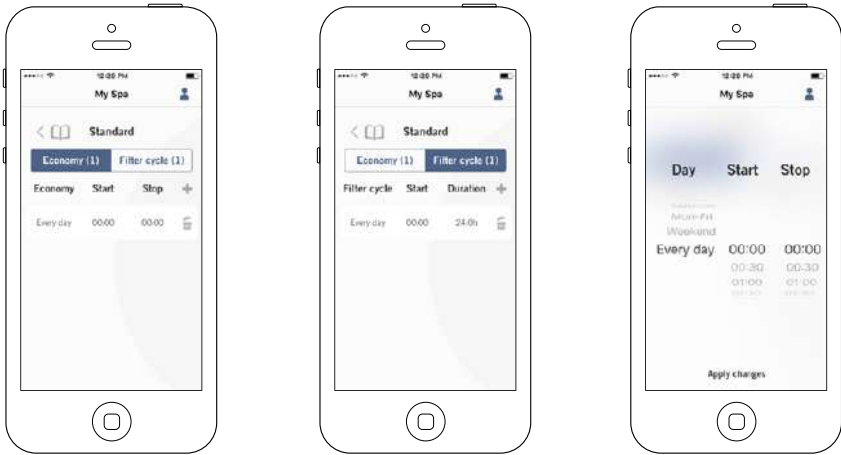 12:20 PM
My Spa
Standard
Economy (1) Filter cycle (1)
Economy Start Stop +
Every day 00:00 00:00
12:20 PM
My Spa
Standard
Economy (1) Filter cycle (1)
Filter cycle Start Duration +
Every day 00:00 24.0h
12:20 PM
My Spa
Day Start Stop
Mon-Fri
Weekend
Every day 00:00 00:00
00:30 00:30
01:00 01:00
Apply changes